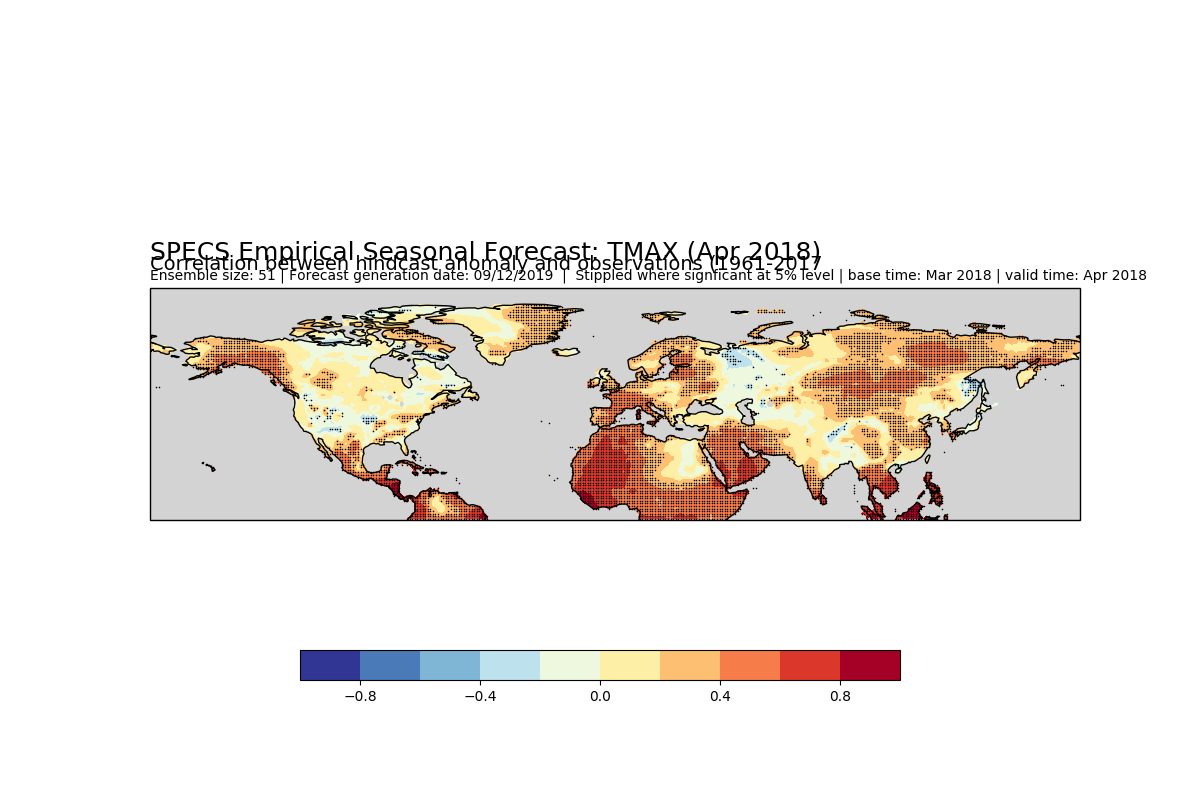 SPECS Empirical Seasonal Forecast: TMAX (Apr 2018)
Correlation between hindcast anomaly and observations (1961-2017
Ensemble size: 51 | Forecast generation date: 09/12/2019 | Stippled where signficant at 5% level | base time: Mar 2018 | valid time: Apr 2018
−0.8 −0.4 0.0 0.4 0.8